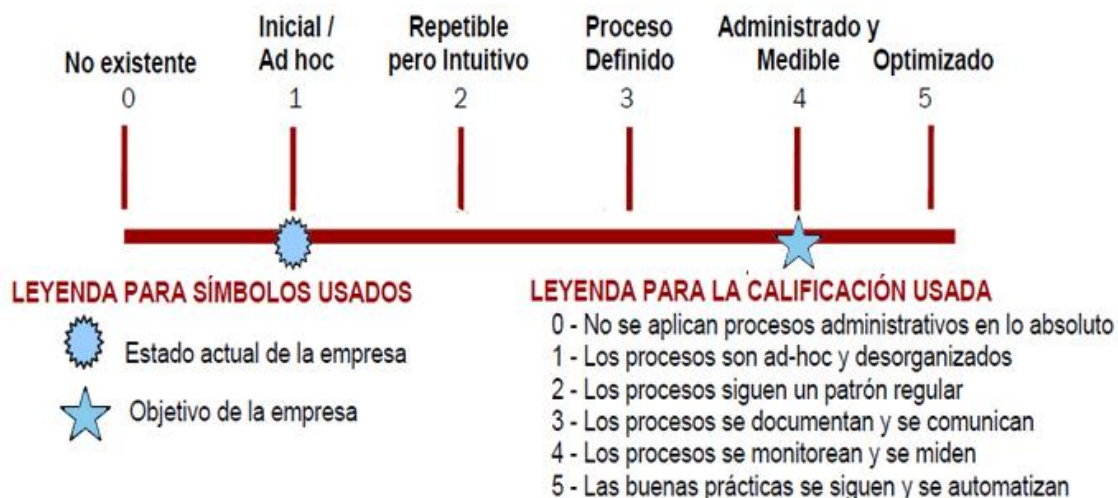 No existente
Inicial /
Ad hoc
Repetible
pero Intuitivo
Proceso
Definido
Administrado y
Medible
Optimizado
0
1
2
3
4
5
LEYENDA PARA SÍMBOLOS USADOS
Estado actual de la empresa
Objetivo de la empresa
LEYENDA PARA LA CALIFICACIÓN USADA
0 - No se aplican procesos administrativos en lo absoluto
1 - Los procesos son ad-hoc y desorganizados
2 - Los procesos siguen un patrón regular
3 - Los procesos se documentan y se comunican
4 - Los procesos se monitorean y se miden
5 - Las buenas prácticas se siguen y se automatizan